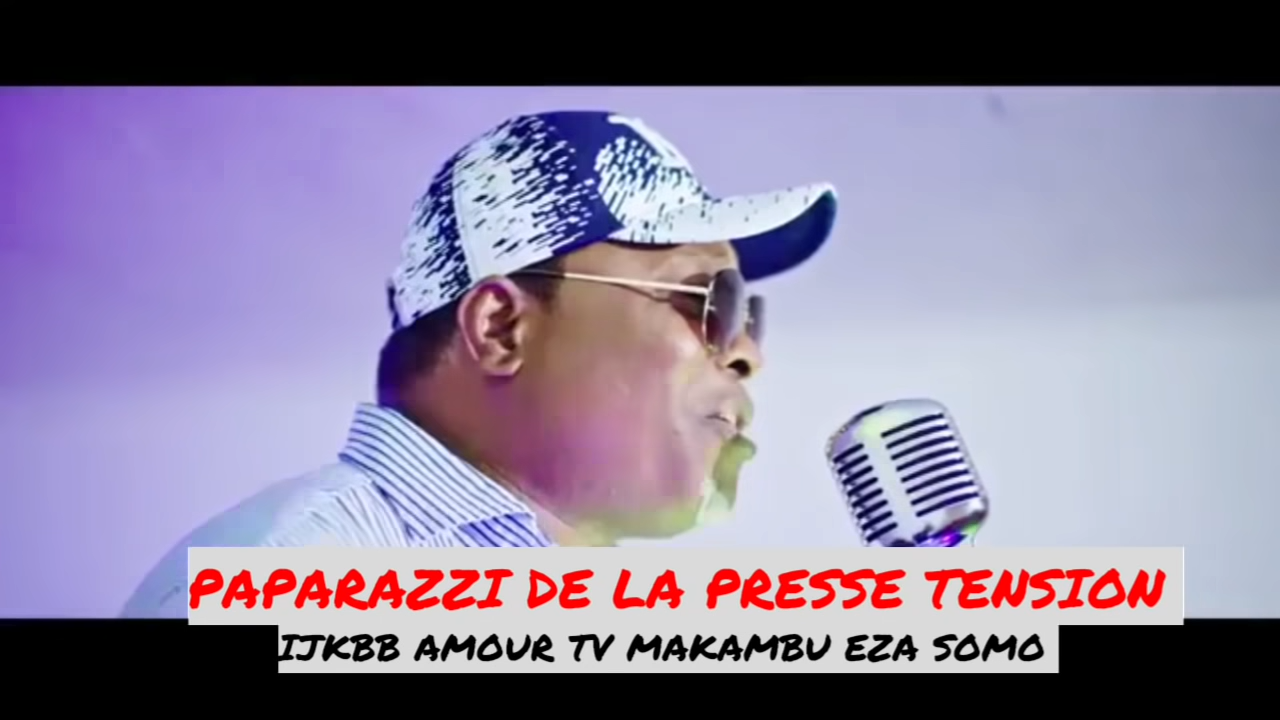 PAPARAZZI DE LA PRESSE TENSION
IJKBB AMOUR TV MAKAMBU EZA SOMO